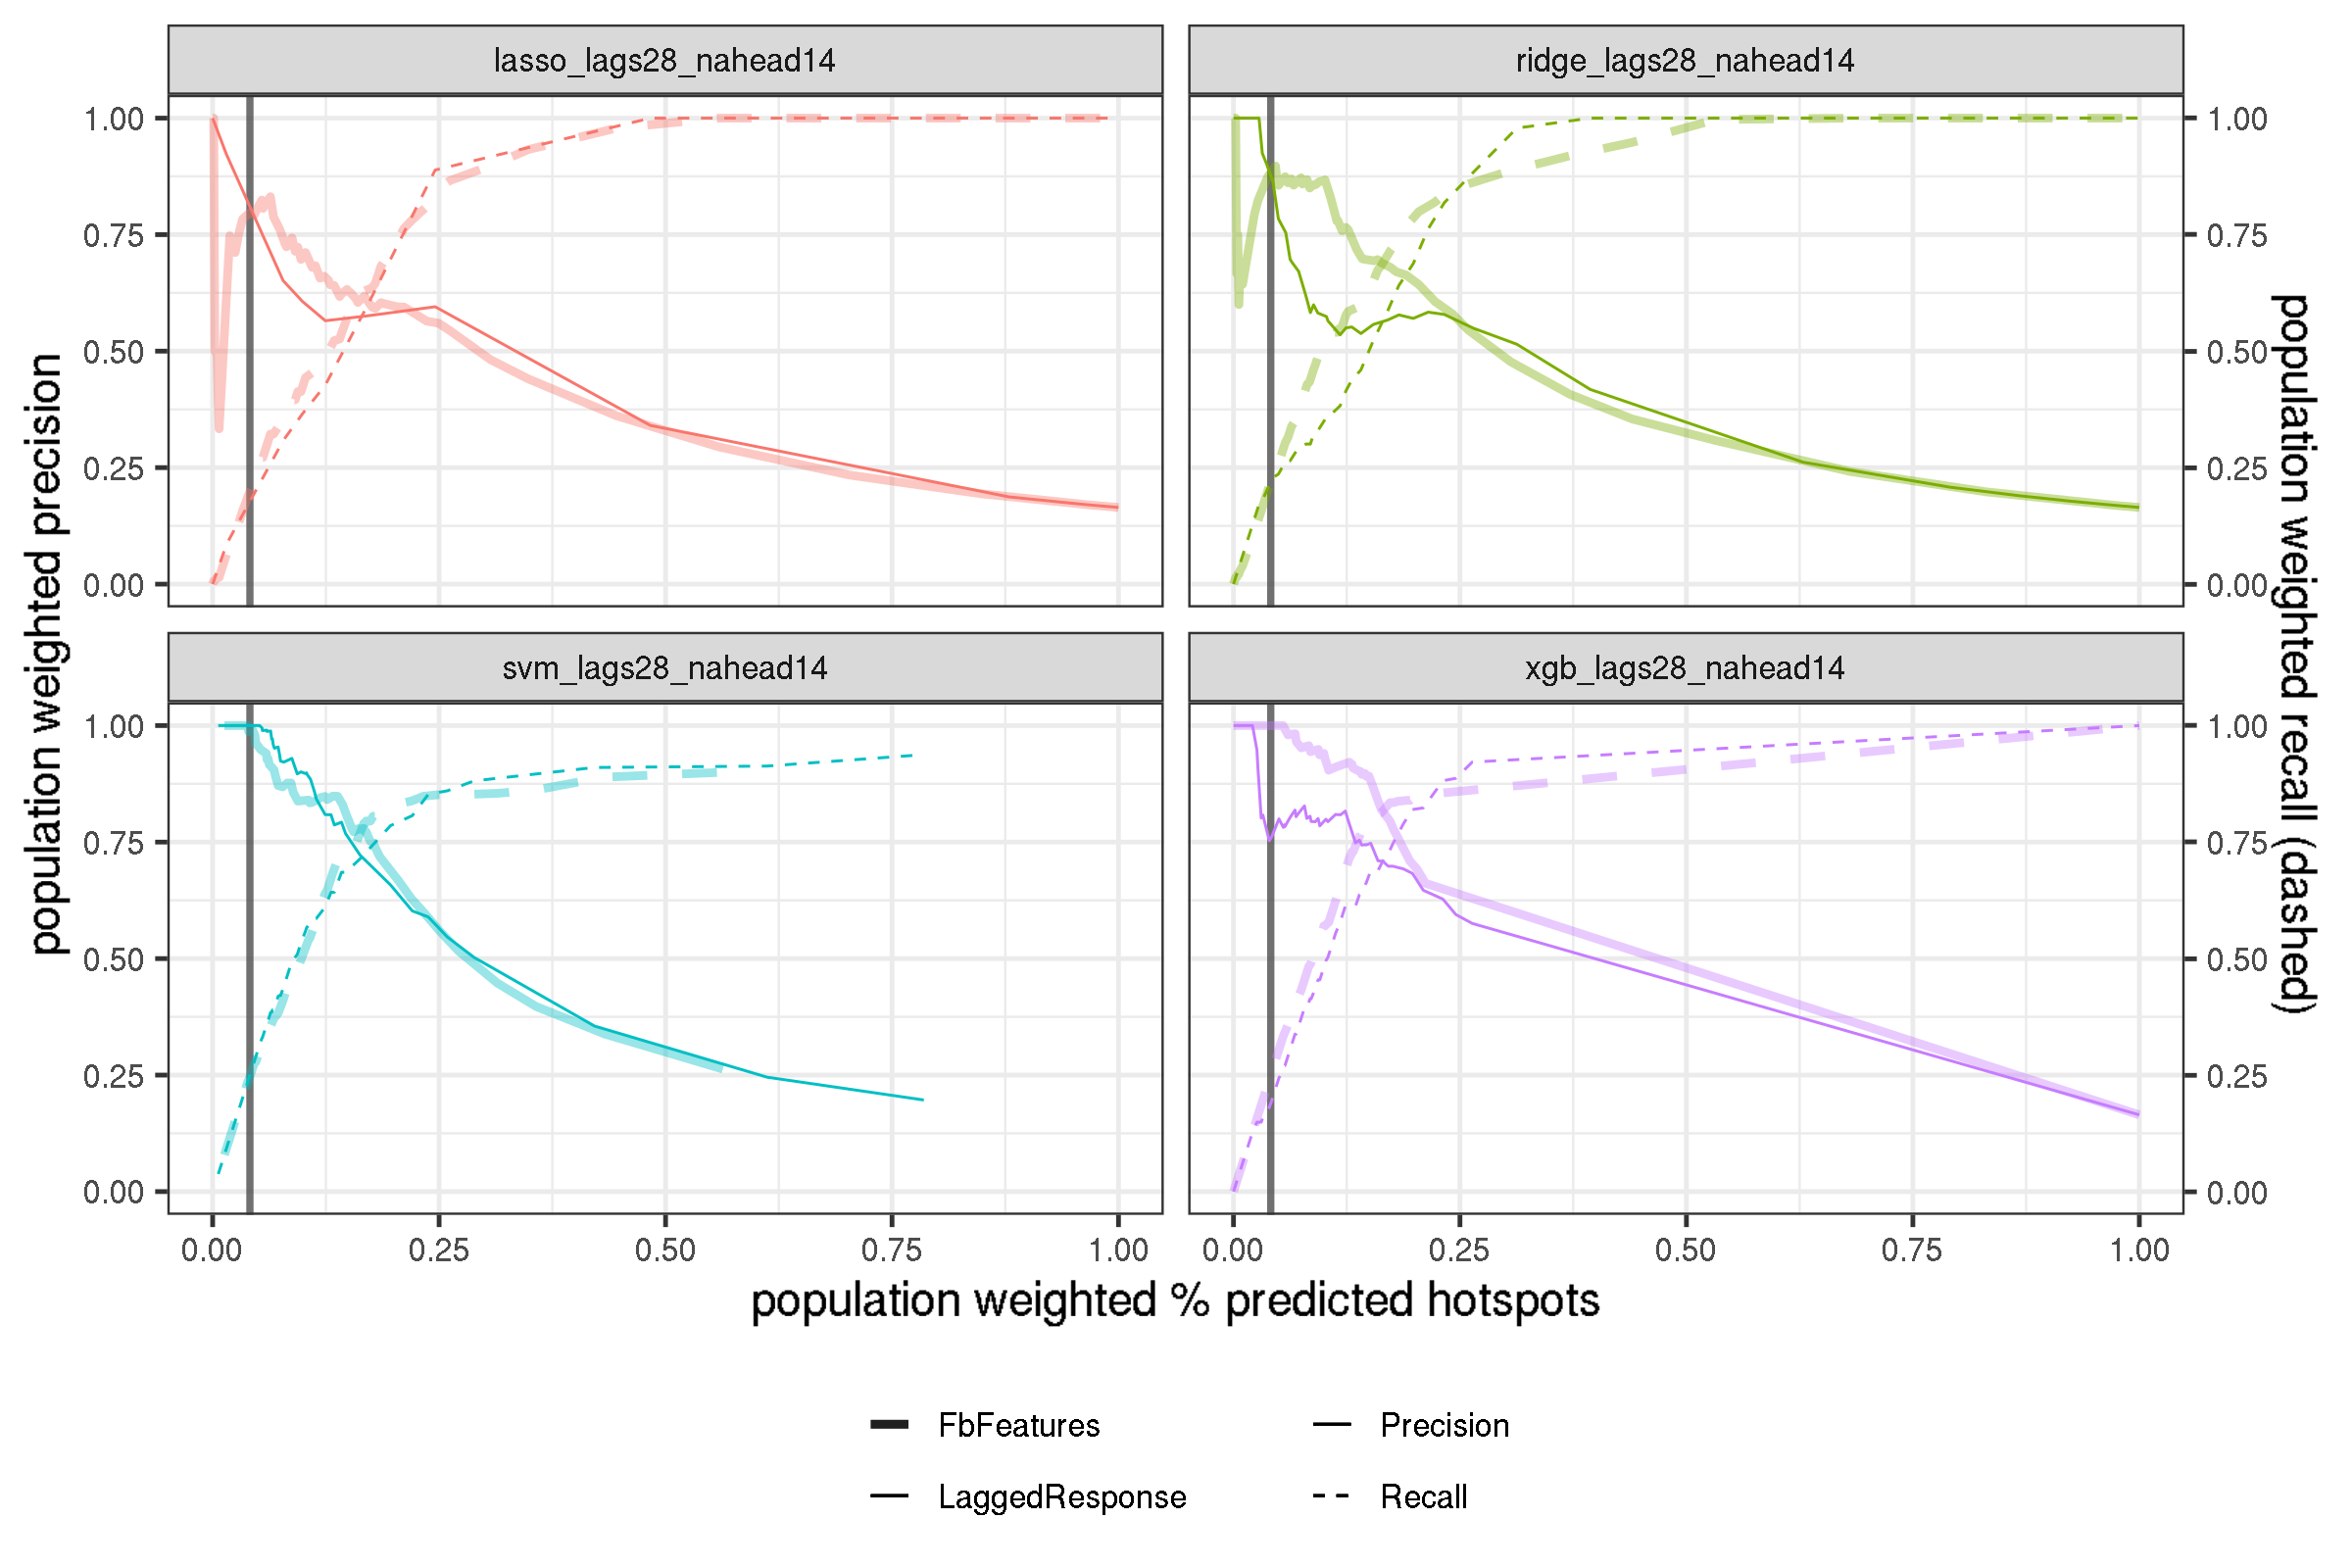 lasso_lags28_nahead14
ridge_lags28_nahead14
1.00
0.75
0.50
0.25
0.00
1.00
0.75
0.50
0.25
0.00
svm_lags28_nahead14
xgb_lags28_nahead14
1.00
0.75
0.50
0.25
0.00
1.00
0.75
0.50
0.25
0.00
0.00 0.25 0.50 0.75 1.00
0.00 0.25 0.50 0.75 1.00
population weighted precision
population weighted recall (dashed)
population weighted % predicted hotspots
FbFeatures
Precision
LaggedResponse
Recall